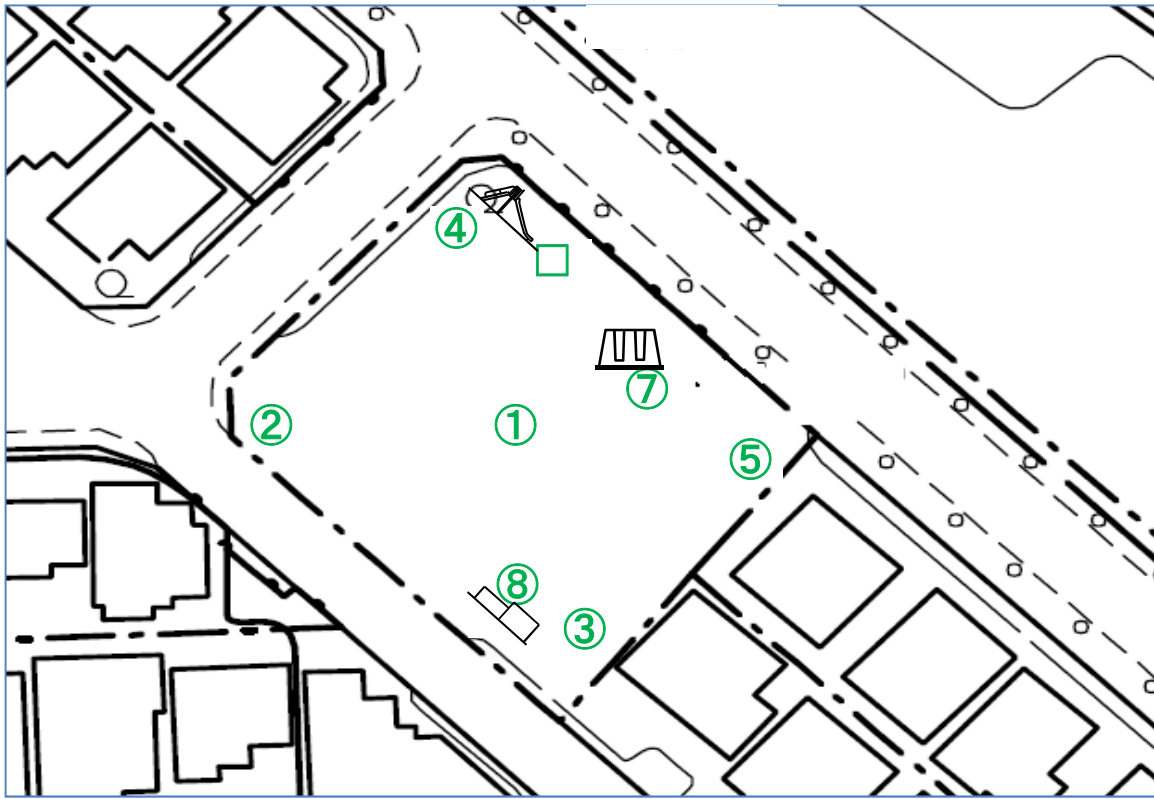 ④
⑦
② ① ⑤
⑧
③